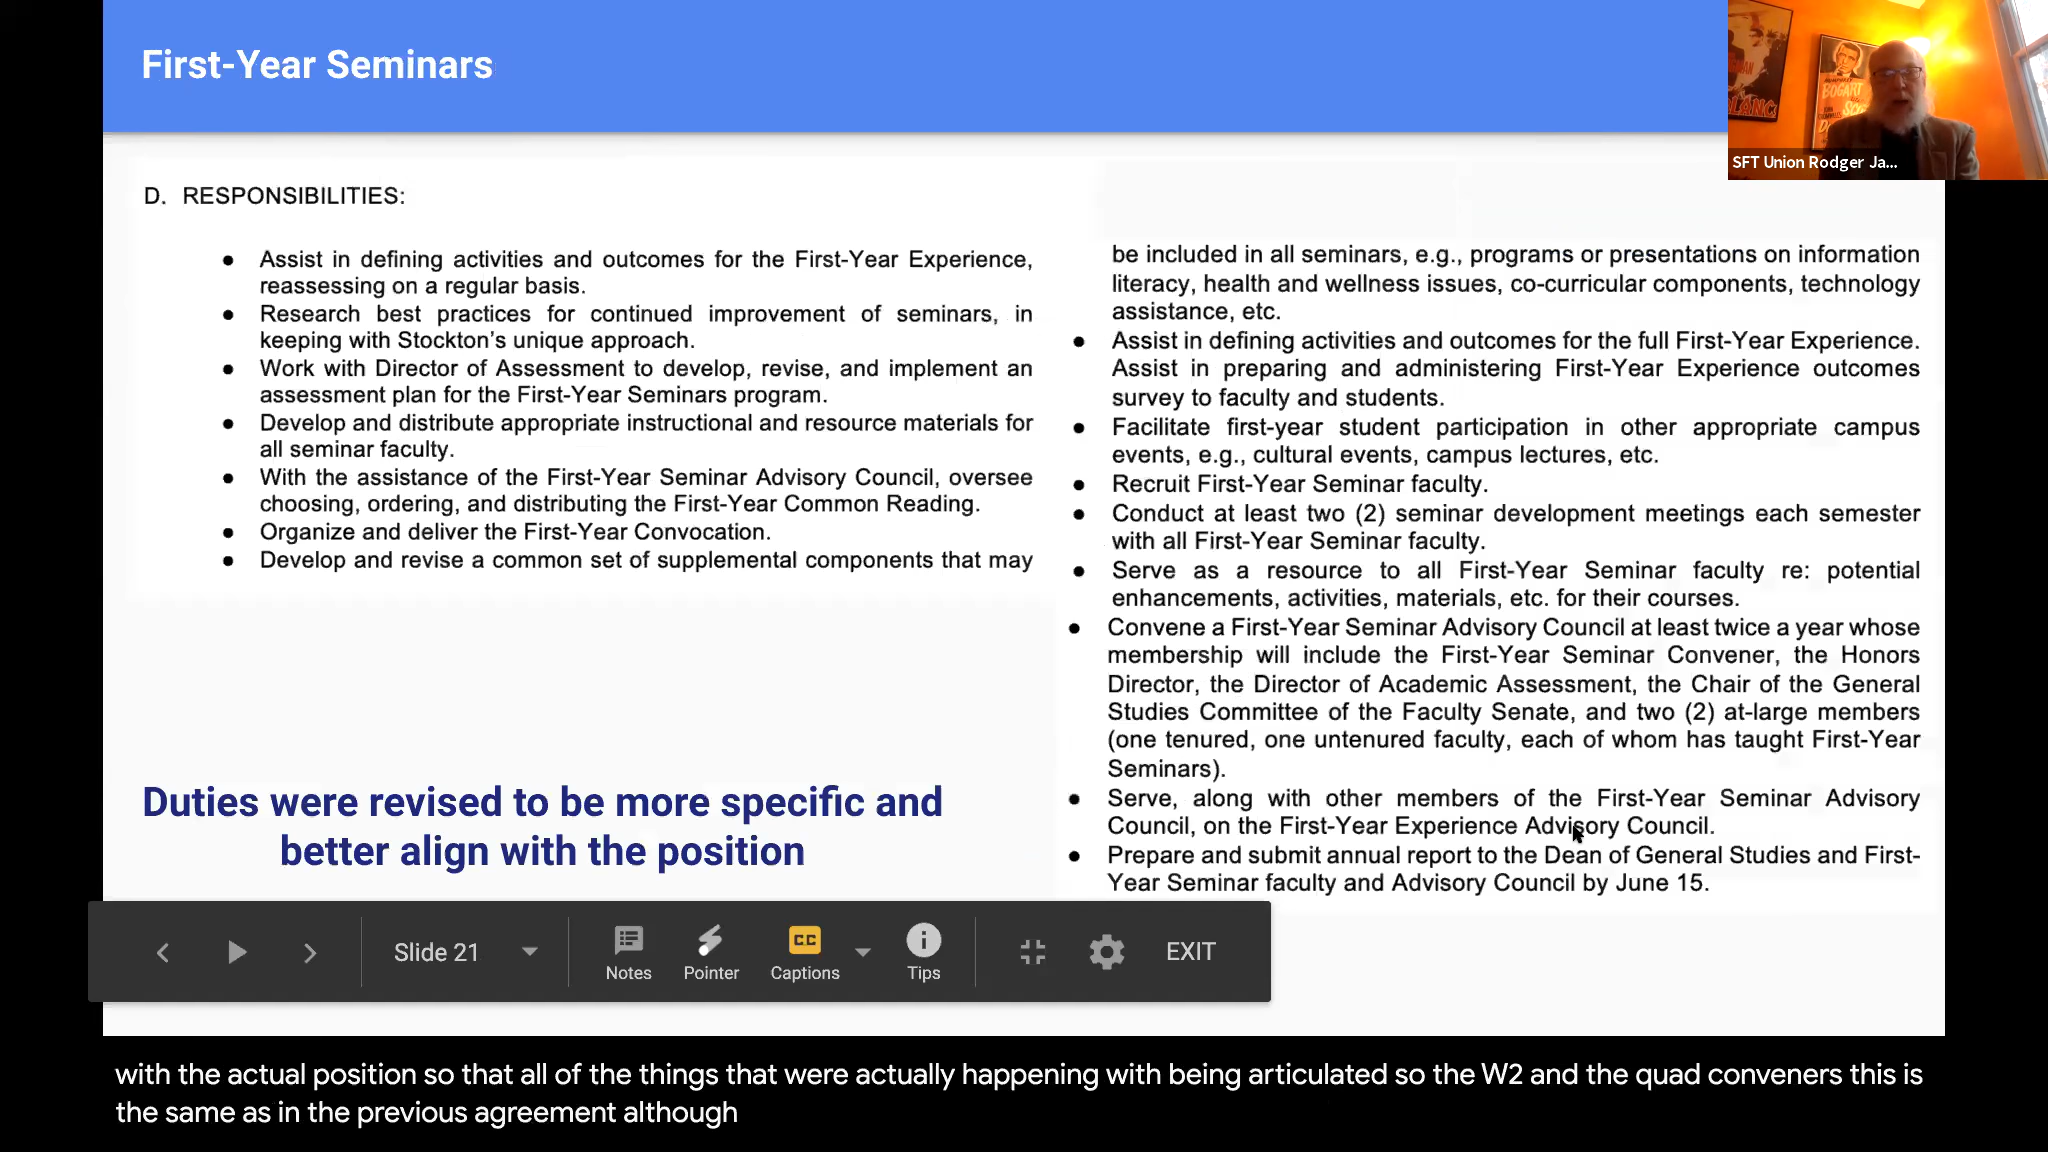 First-Year Seminars
D. RESPONSIBILITIES:
● Assist in defining activities and outcomes for the First-Year Experience,
reassessing on a regular basis.
● Research best practices for continued improvement of seminars, in
keeping with Stockton's unique approach.
● Work with Director of Assessment to develop, revise, and implement an
assessment plan for the First-Year Seminars program.
● Develop and distribute appropriate instructional and resource materials for
all seminar faculty.
● With the assistance of the First-Year Seminar Advisory Council, oversee
choosing, ordering, and distributing the First-Year Common Reading.
● Organize and deliver the First-Year Convocation.
● Develop and revise a common set of supplemental components that may
be included in all seminars, e.g., programs or presentations on information
literacy, health and wellness issues, co-curricular components, technology
assistance, etc.
● Assist in defining activities and outcomes for the full First-Year Experience.
Assist in preparing and administering First-Year Experience outcomes
survey to faculty and students.
● Facilitate first-year student participation in other appropriate campus
events, e.g., cultural events, campus lectures, etc.
● Recruit First-Year Seminar faculty.
● Conduct at least two (2) seminar development meetings each semester
with all First-Year Seminar faculty.
● Serve as a resource to all First-Year Seminar faculty re: potential
enhancements, activities, materials, etc. for their courses.
● Convene a First-Year Seminar Advisory Council at least twice a year whose
membership will include the First-Year Seminar Convener, the Honors
Director, the Director of Academic Assessment, the Chair of the General
Studies Committee of the Faculty Senate, and two (2) at-large members
(one tenured, one untenured faculty, each of whom has taught First-Year
Seminars).
● Serve, along with other members of the First-Year Seminar Advisory
Council, on the First-Year Experience Advisory Council.
● Prepare and submit annual report to the Dean of General Studies and First-
Year Seminar faculty and Advisory Council by June 15.
Duties were revised to be more specific and
better align with the position
BOGART
SFT Union Rodger Ja...
Slide 21
Notes
Pointer
CC
Captions
Tips
EXIT
with the actual position so that all of the things that were actually happening with being articulated so the W2 and the quad conveners this is
the same as in the previous agreement although